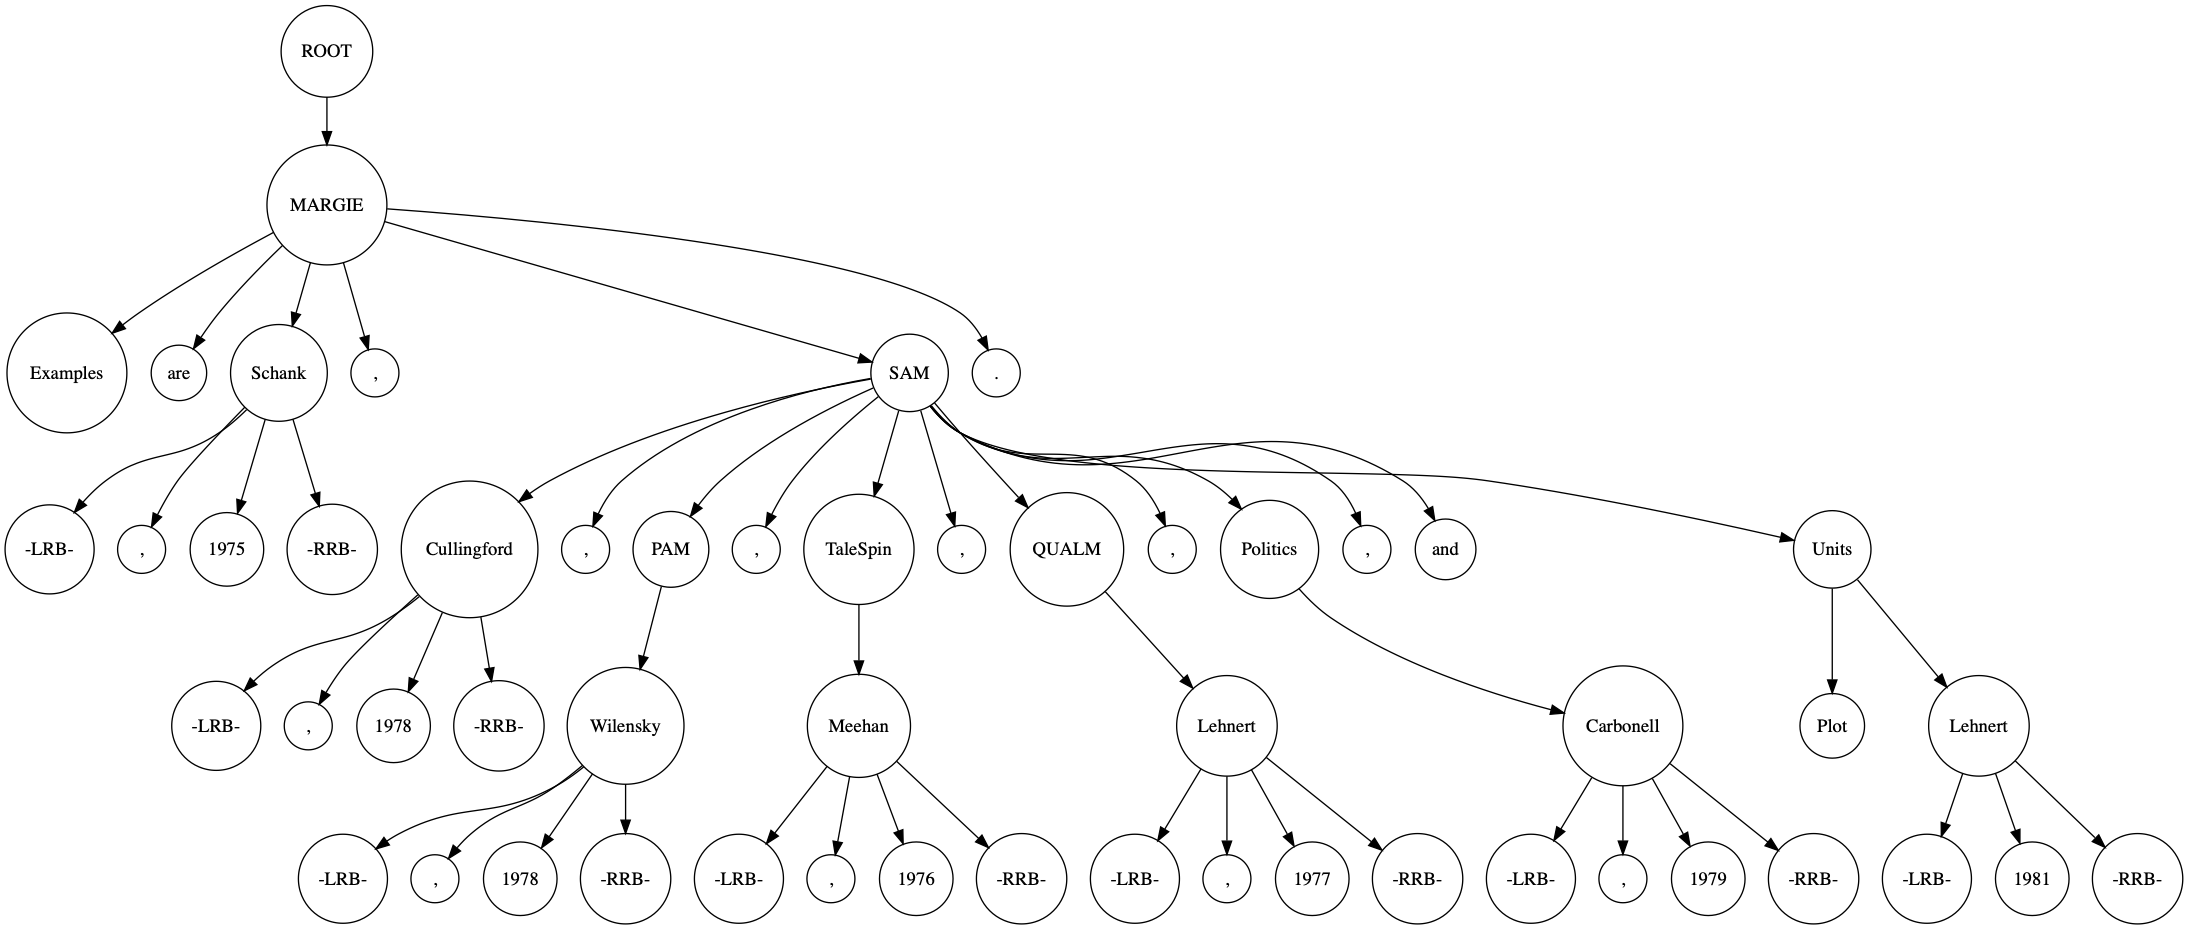 ROOT
MARGIE
Examples
are
Schank
,
SAM
.
-LRB-
,
1975
-RRB-
Cullingford
,
PAM
,
TaleSpin
,
QUALM
,
Politics
,
and
Units
-LRB-
,
1978
-RRB-
Wilensky
Meehan
Lehnert
Carbonell
Plot
Lehnert
-LRB-
,
1978
-RRB-
-LRB-
,
1976
-RRB-
-LRB-
,
1977
-RRB-
-LRB-
,
1979
-RRB-
-LRB-
1981
-RRB-